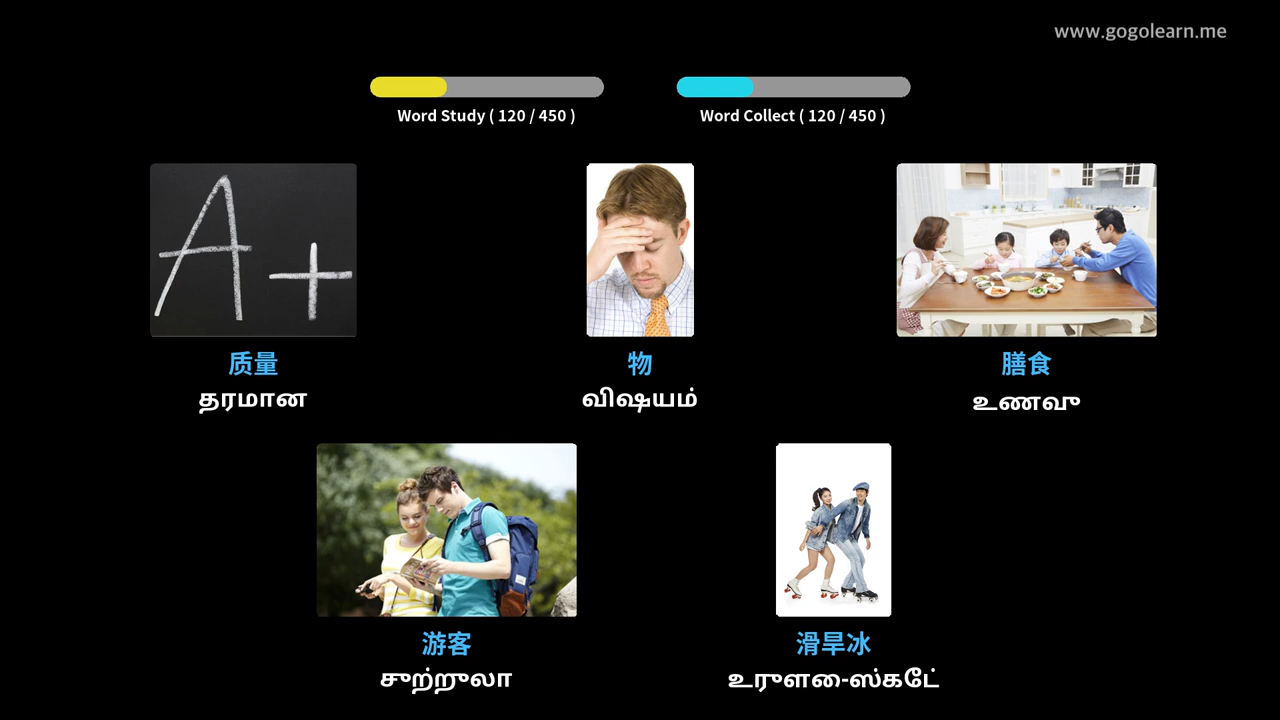 www.gogolearn.me
Word Study ( 120 / 450 )
Word Collect ( 120 / 450 )
A+
质量
தரமான
物
விஷயம்
膳食
உணவு
游客
சுற்றுலா
滑旱冰
உருளை-ஸ்கேட்